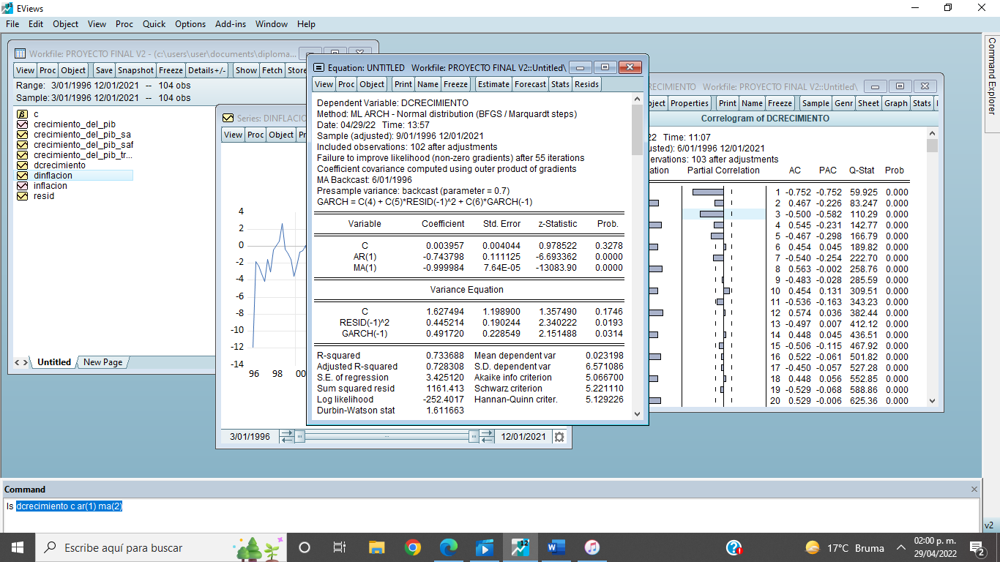 EViews
File Edit Object View Proc Quick Options Add-ins Window Help
Workfile: PROYECTO FINAL V2 - (c:\users\user\documents\diploma...
View Proc Object Save Snapshot Freeze Details+/- Show Fetch Store
Range: 3/01/1996 12/01/2021 -- 104 obs
Sample: 3/01/1996 12/01/2021 -- 104 obs
c
crecimiento_del_pib
crecimiento_del_pib_sa
crecimiento_del_pib_saf
crecimiento_del_pib_tr...
dcrecimiento
dinflacion
inflacion
resid
Untitled New Page
Series: DINFLACIO
View Proc Object Pr
4
2
0
-2
-4
-6
-8
-10
-12
-14
96 98 00
3/01/1996 12/01/2021
Equation: UNTITLED Workfile: PROYECTO FINAL V2::Untitled\
View Proc Object Print Name Freeze Estimate Forecast Stats Resids
Dependent Variable: DCRECIMIENTO
Method: ML ARCH - Normal distribution (BFGS / Marquardt steps)
Date: 04/29/22 Time: 13:57
Sample (adjusted): 9/01/1996 12/01/2021
Included observations: 102 after adjustments
Failure to improve likelihood (non-zero gradients) after 55 iterations
Coefficient covariance computed using outer product of gradients
MA Backcast: 6/01/1996
Presample variance: backcast (parameter = 0.7)
GARCH = C(4) + C(5)*RESID(-1)^2 + C(6)*GARCH(-1)
Variable Coefficient Std. Error z-Statistic Prob.
C 0.003957 0.004044 0.978522 0.3278
AR(1) -0.743798 0.111125 -6.693362 0.0000
MA(1) -0.999984 7.64E-05 -13083.90 0.0000
Variance Equation
C 1.627494 1.198900 1.357490 0.1746
RESID(-1)^2 0.445214 0.190244 2.340222 0.0193
GARCH(-1) 0.491720 0.228549 2.151488 0.0314
R-squared 0.733688 Mean dependent var 0.023198
Adjusted R-squared 0.728308 S.D. dependent var 6.571086
S.E. of regression 3.425120 Akaike info criterion 5.066700
Sum squared resid 1161.413 Schwarz criterion 5.221110
Log likelihood -252.4017 Hannan-Quinn criter. 5.129226
Durbin-Watson stat 1.611663
ECIMIENTO Workfile: PROYECTO FINAL V2::Untitled\
ject Properties Print Name Freeze Sample Genr Sheet Graph Stats I
Correlogram of DCRECIMIENTO
22 Time: 11:07
usted): 6/01/1996 12/01/2021
ervations: 103 after adjustments
ation Partial Correlation AC PAC Q-Stat Prob
1 -0.752 -0.752 59.925 0.000
2 0.467 -0.226 83.247 0.000
3 -0.500 -0.582 110.29 0.000
4 0.545 -0.231 142.77 0.000
5 -0.467 -0.298 166.79 0.000
6 0.454 0.045 189.82 0.000
7 -0.540 -0.254 222.70 0.000
8 0.563 -0.002 258.76 0.000
9 -0.483 -0.028 285.59 0.000
10 0.454 0.131 309.51 0.000
11 -0.536 -0.163 343.23 0.000
12 0.574 0.036 382.44 0.000
13 -0.497 0.007 412.12 0.000
14 0.448 0.045 436.51 0.000
15 -0.506 -0.115 467.92 0.000
16 0.522 -0.061 501.82 0.000
17 -0.450 -0.057 527.28 0.000
18 0.448 0.056 552.85 0.000
19 -0.529 -0.068 588.86 0.000
20 0.529 -0.006 625.36 0.000
Command Explorer
Command
ls dcrecimiento c ar(1) ma(2)
v2
Escribe aquí para buscar
12
17°C Bruma
02:00 p. m.
29/04/2022
2